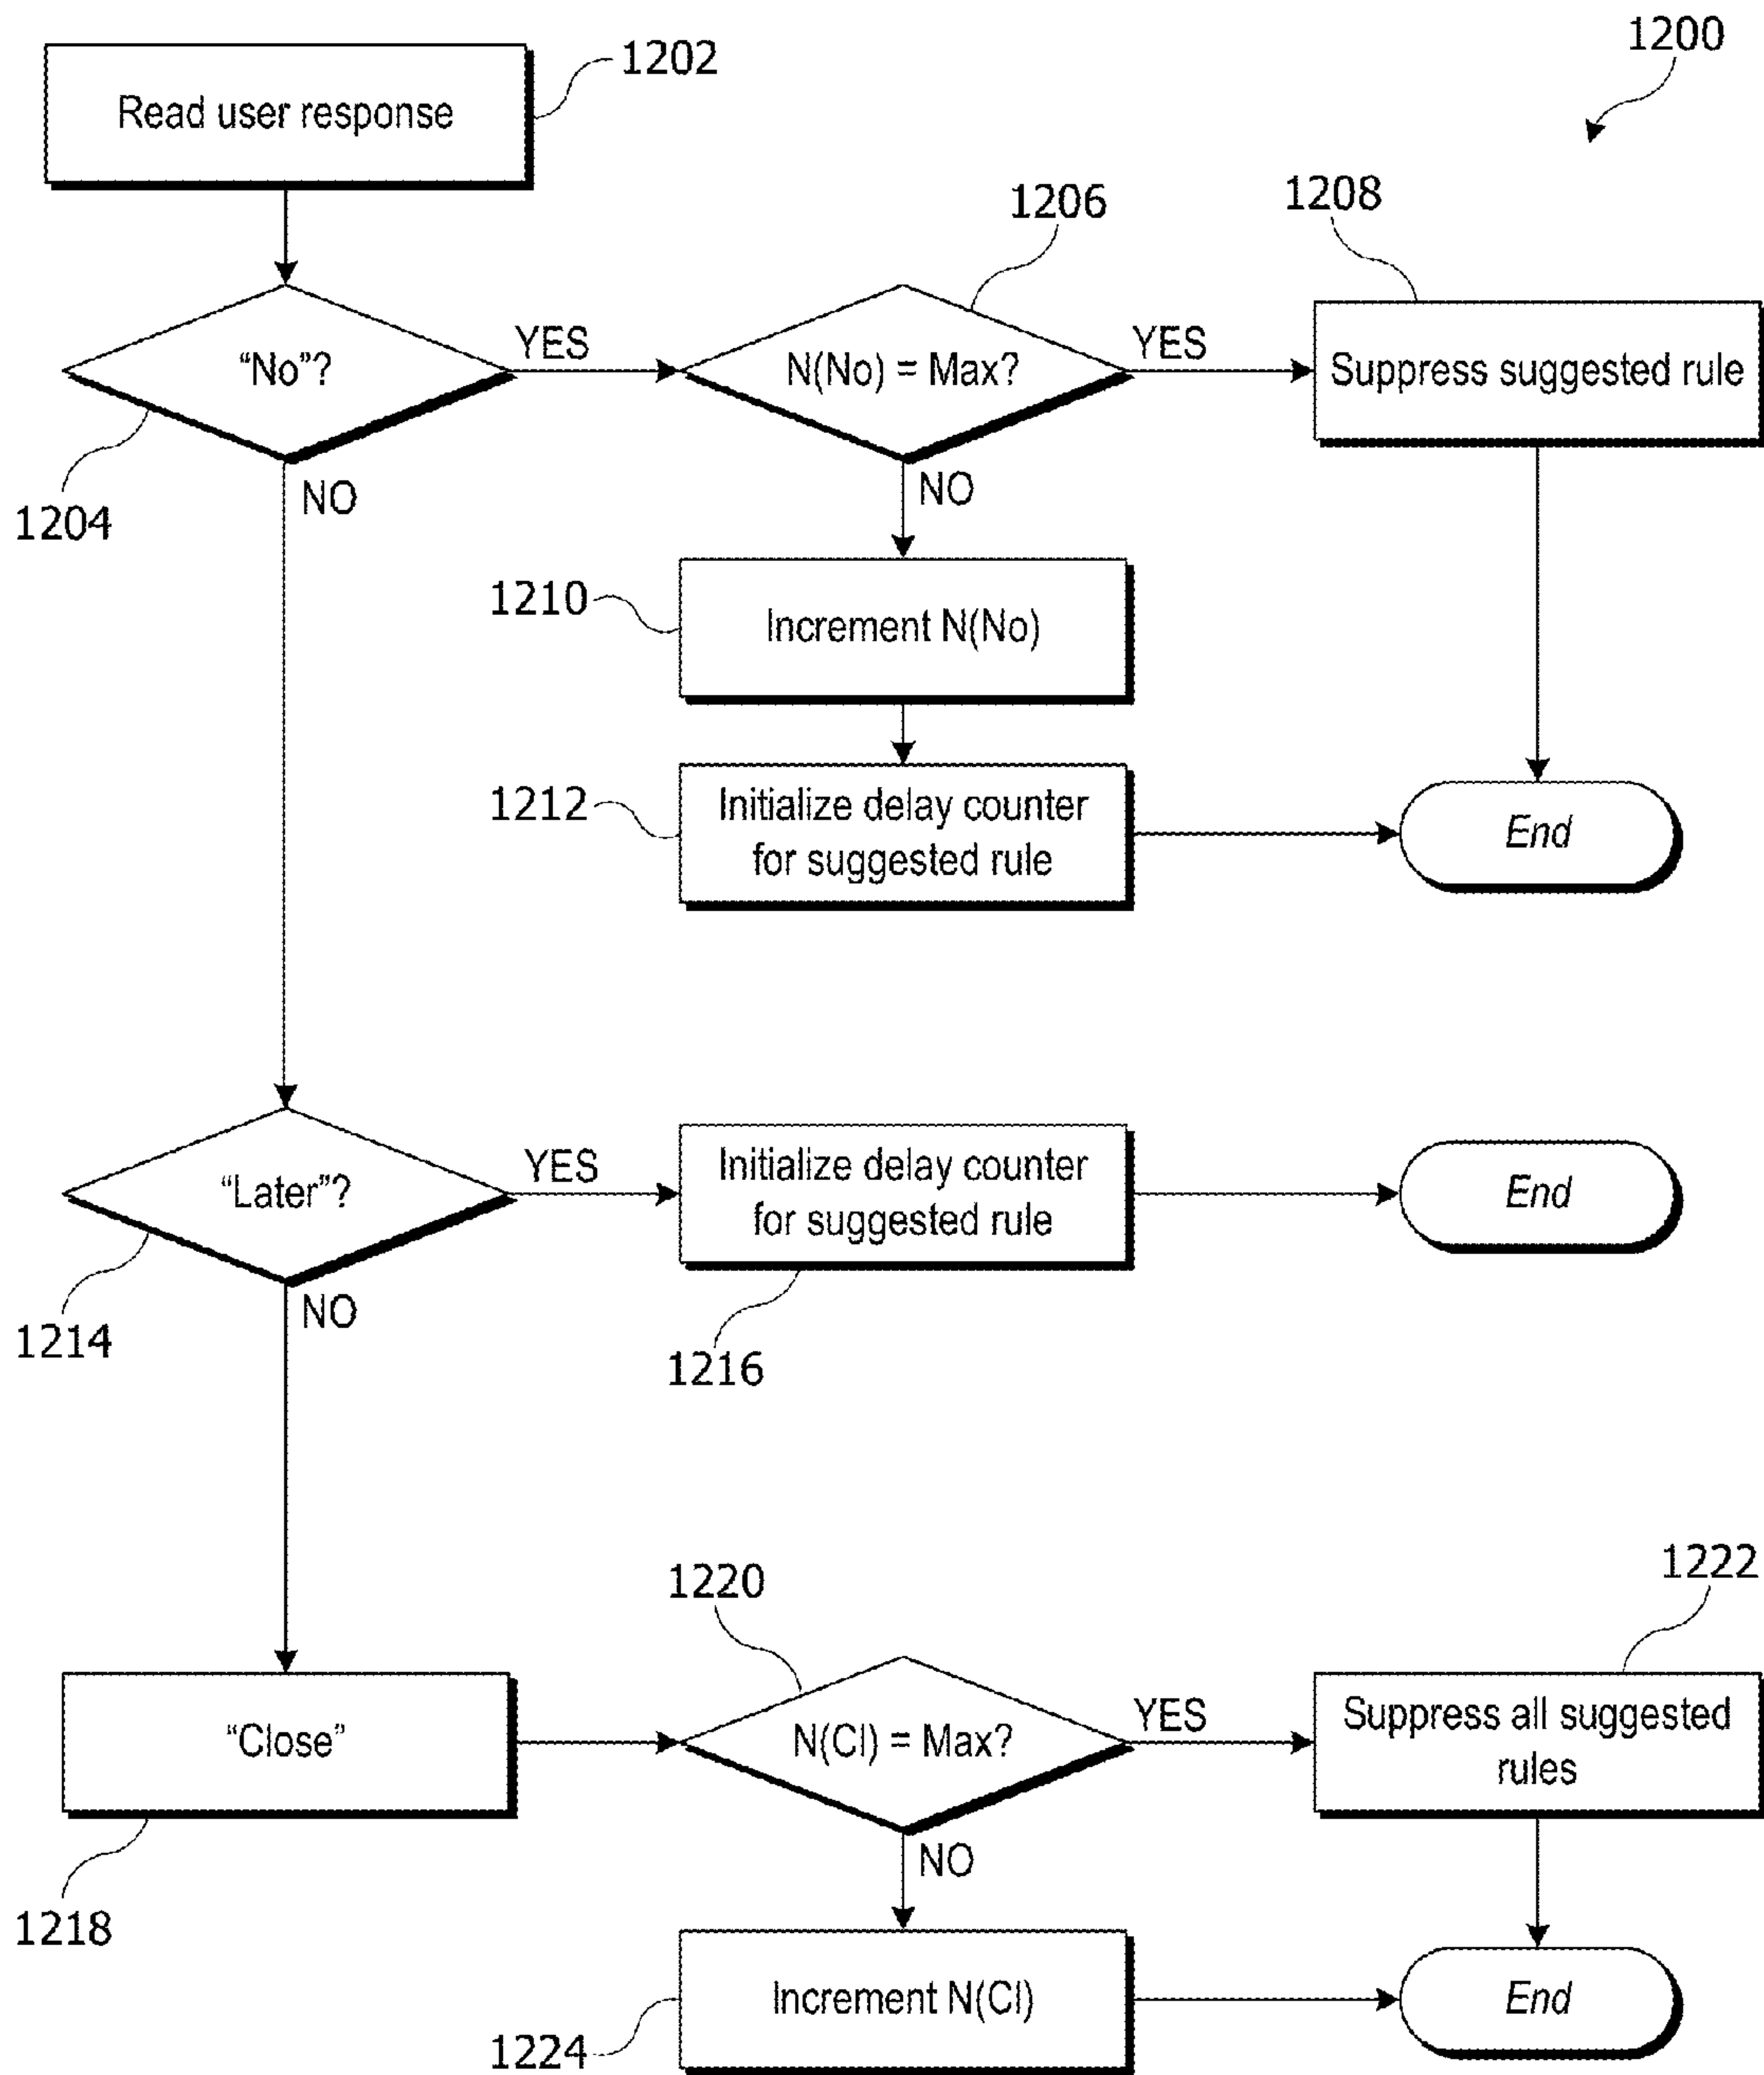 1200
1202
Read user response
1206
1208
"No"?
YES
N(No) = Max?
YES
Suppress suggested rule
1204
NO
NO
1210
Increment N(No)
1212
Initialize delay counter
for suggested rule
End
"Later"?
YES
Initialize delay counter
for suggested rule
End
1214
NO
1216
1220
1222
"Close"
N(Cl) = Max?
YES
Suppress all suggested
rules
1218
NO
1224
Increment N(Cl)
End